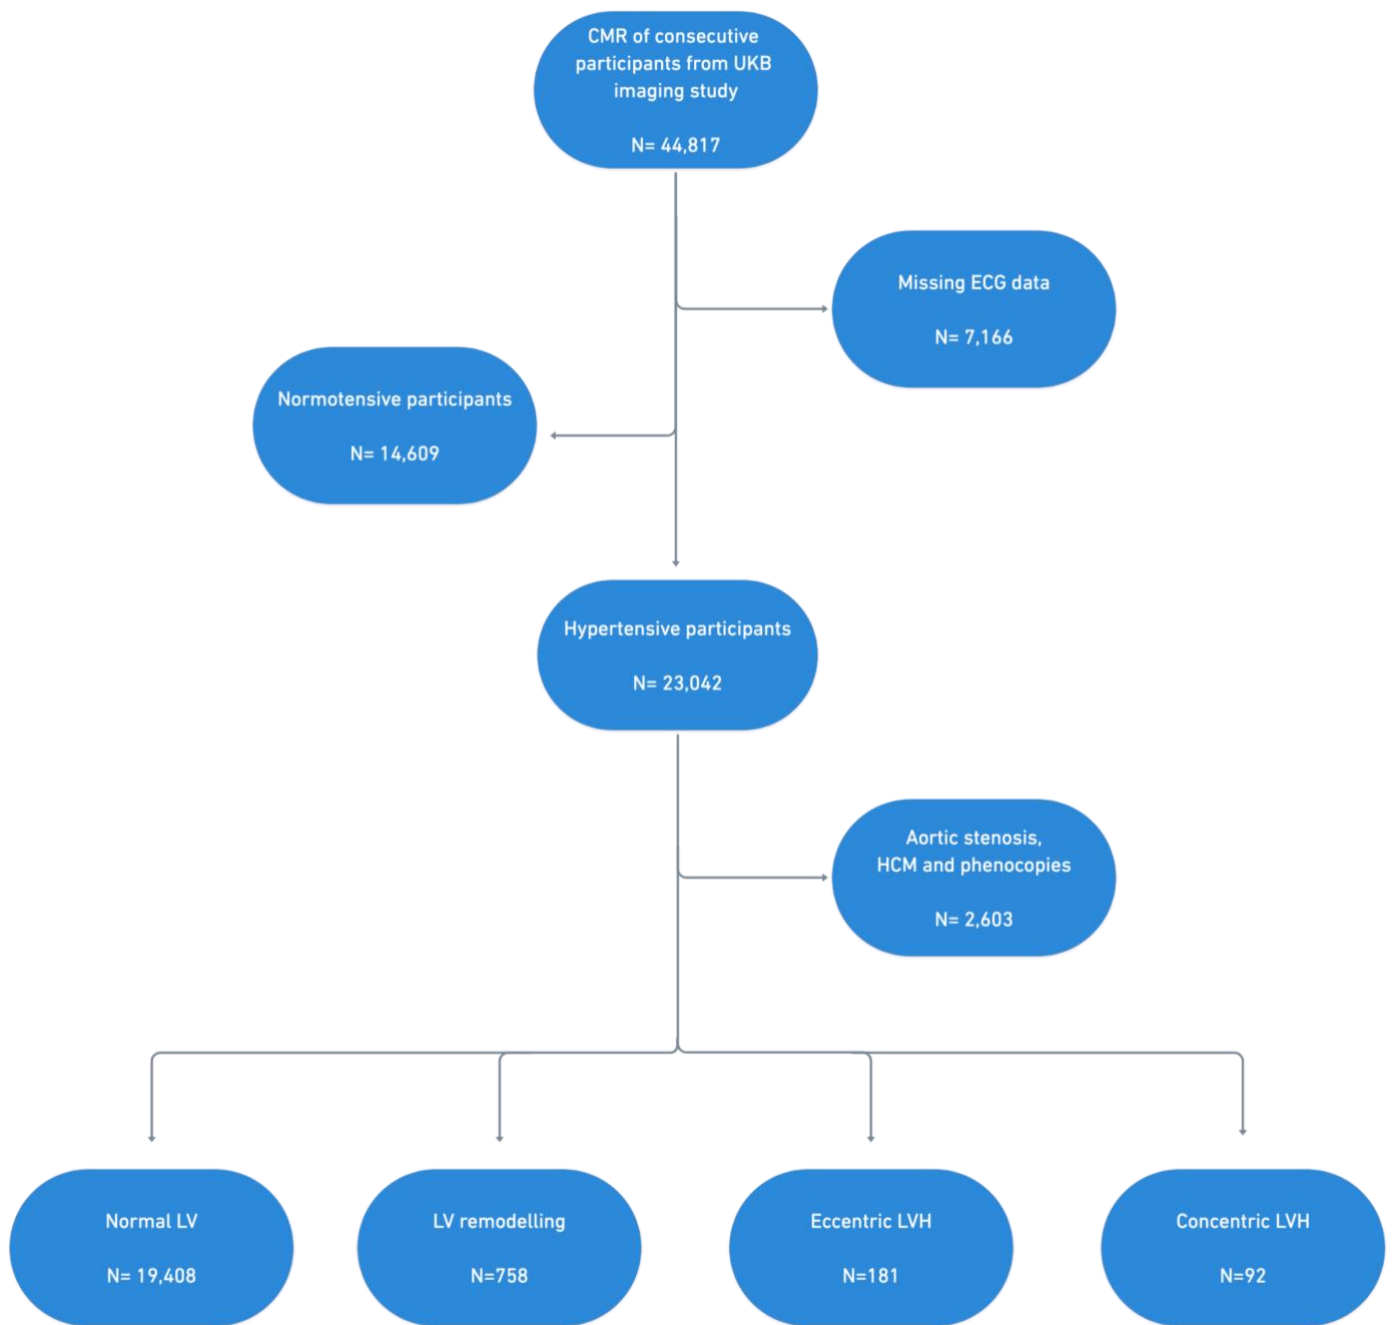 CMR of consecutive
participants from UKB
imaging study
N= 44,817
Missing ECG data
N= 7,166
Normotensive participants
N= 14,609
Hypertensive participants
N= 23,042
Aortic stenosis,
HCM and phenocopies
N= 2,603
Normal LV
N= 19,408
LV remodelling
N=758
Eccentric LVH
N=181
Concentric LVH
N=92